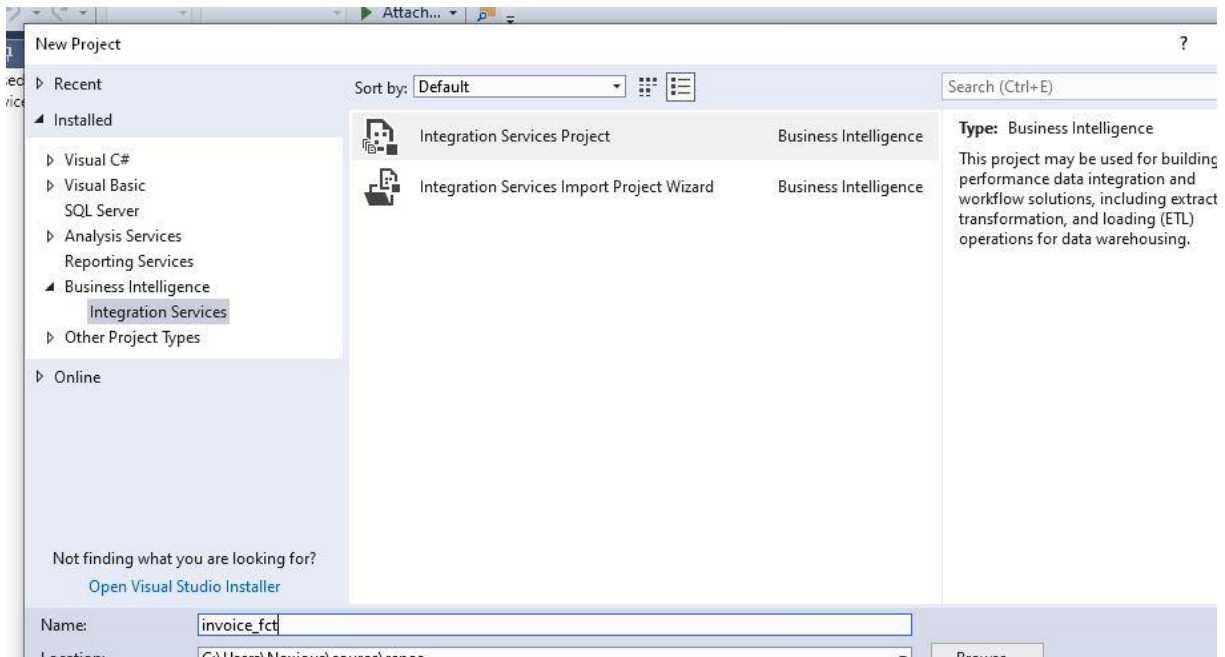 Attach...
New Project
?
Recent
Sort by: Default
Search (Ctrl+E)
Installed
Visual C#
Visual Basic
SQL Server
Analysis Services
Reporting Services
Business Intelligence
Integration Services
Other Project Types
Online
Integration Services Project Business Intelligence
Integration Services Import Project Wizard Business Intelligence
Type: Business Intelligence
This project may be used for building
performance data integration and
workflow solutions, including extract
transformation, and loading (ETL)
operations for data warehousing.
Not finding what you are looking for?
Open Visual Studio Installer
Name: invoice_fct